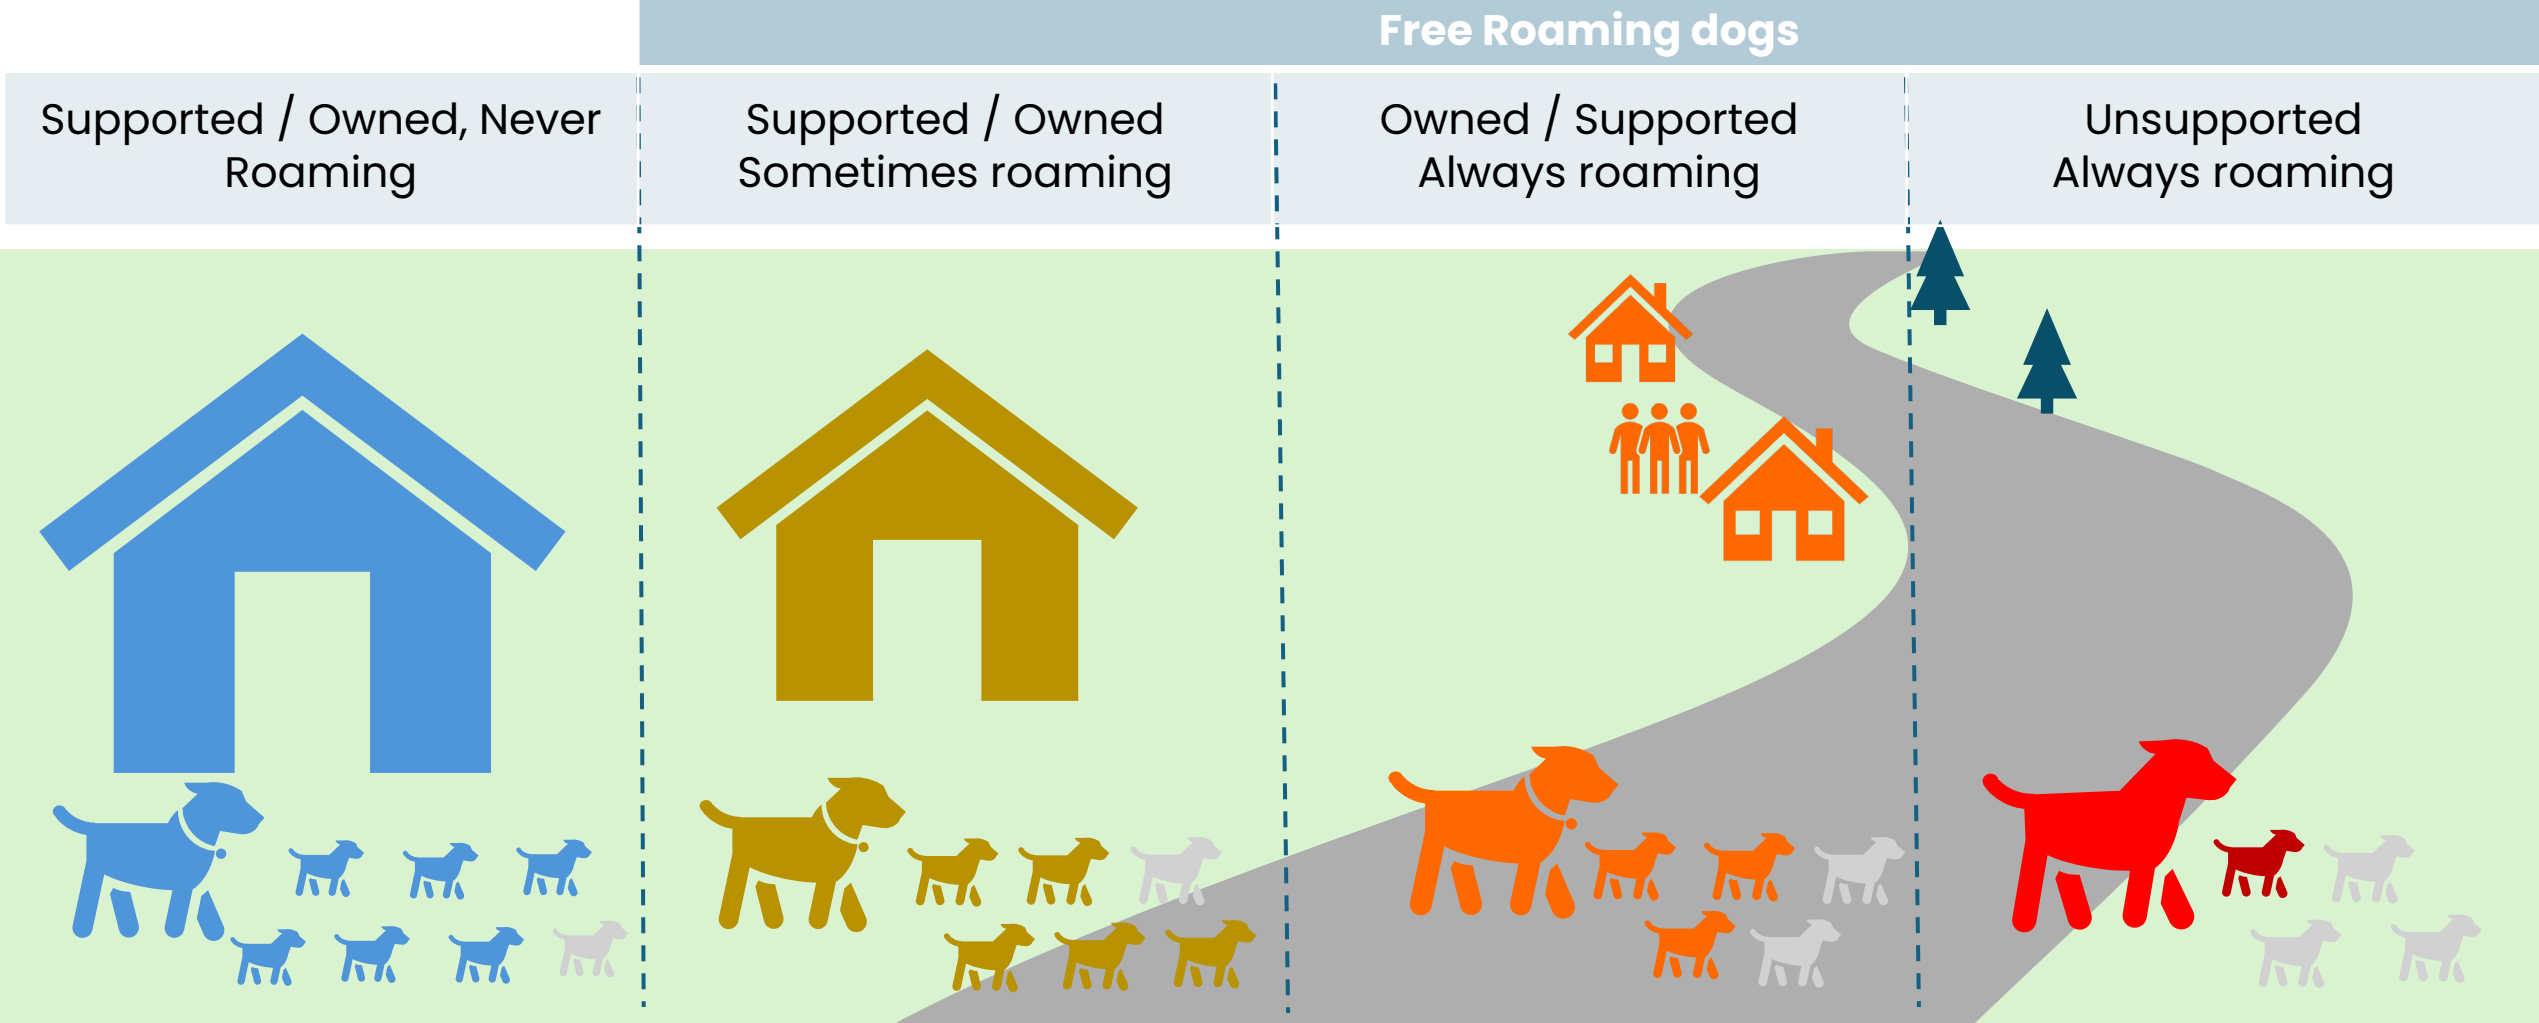 Free Roaming dogs
Supported / Owned, Never
Roaming
Supported / Owned
Sometimes roaming
Owned / Supported
Always roaming
Unsupported
Always roaming